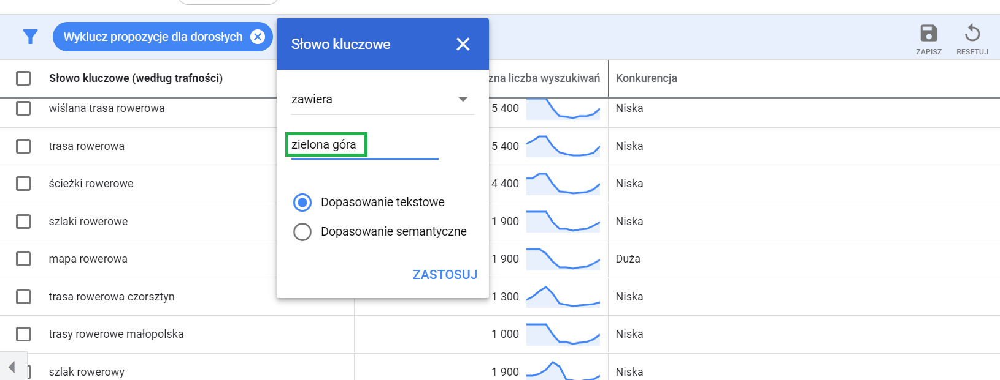 Wyklucz propozycje dla dorosłych
Słowo kluczowe
ZAPISZ
RESETUJ
Słowo kluczowe (według trafności)
zna liczba wyszukiwań
Konkurencja
zawiera
zielona góra
Dopasowanie tekstowe
Dopasowanie semantyczne
ZASTOSUJ
wiślana trasa rowerowa
5 400
Niska
trasa rowerowa
5 400
Niska
ścieżki rowerowe
4 400
Niska
szlaki rowerowe
1 900
Niska
mapa rowerowa
1 900
Duża
trasa rowerowa czorsztyn
1 300
Niska
trasy rowerowe małopolska
1 000
Niska
szlak rowerowy
1 900
Niska